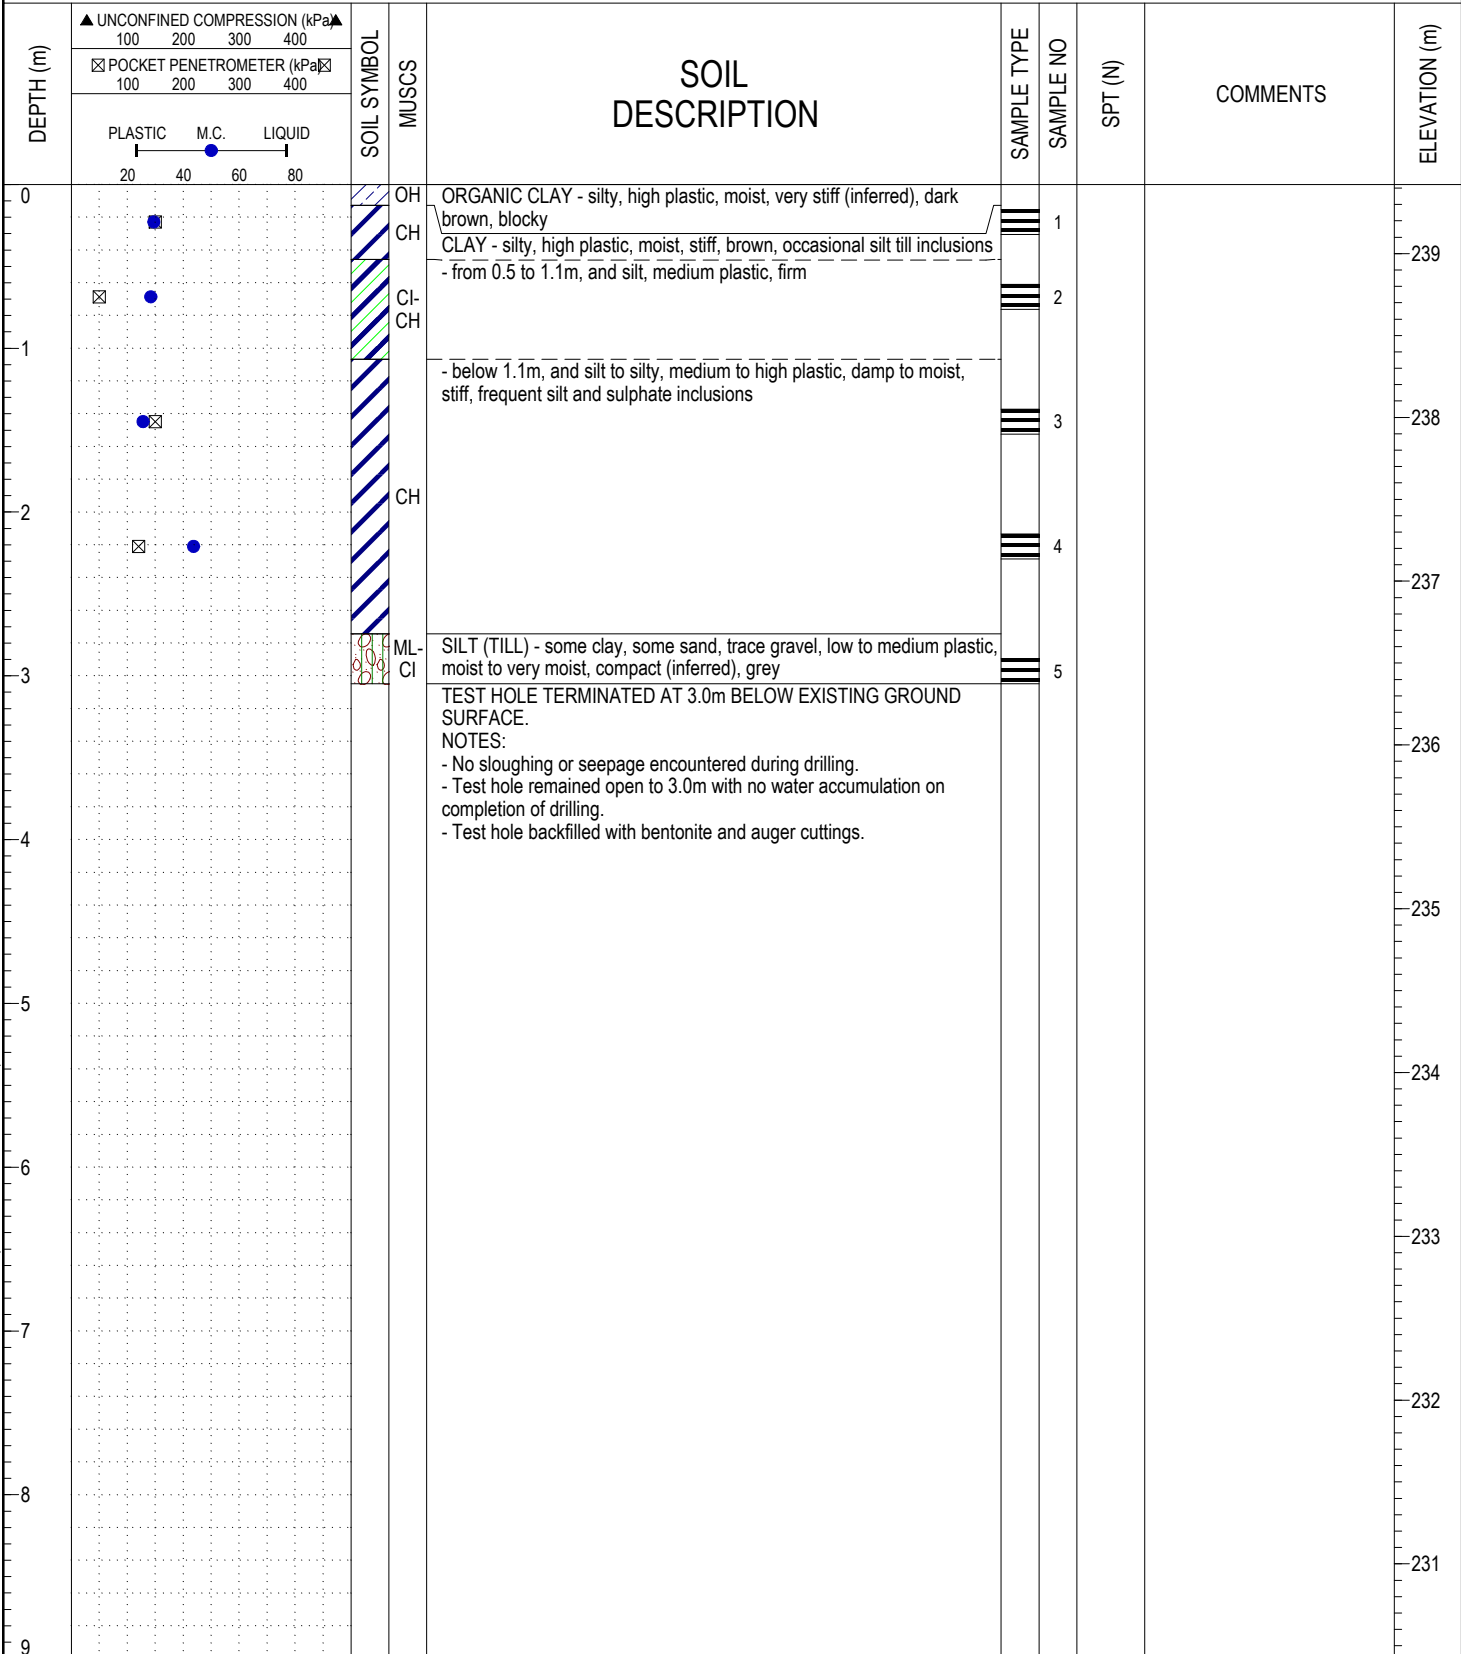 DEPTH (m)
▲ UNCONFINED COMPRESSION (kPa)▲
100 200 300 400
☒ POCKET PENETROMETER (kPa)☒
100 200 300 400
PLASTIC M.C. LIQUID
20 40 60 80
SOIL SYMBOL
MUSCS
SOIL
DESCRIPTION
SAMPLE TYPE
SAMPLE NO
SPT (N)
COMMENTS
ELEVATION (m)
0
OH
ORGANIC CLAY - silty, high plastic, moist, very stiff (inferred), dark
brown, blocky
1
CH
CLAY - silty, high plastic, moist, stiff, brown, occasional silt till inclusions
239
- from 0.5 to 1.1m, and silt, medium plastic, firm
CI-
CH
2
1
- below 1.1m, and silt to silty, medium to high plastic, damp to moist,
stiff, frequent silt and sulphate inclusions
3
238
CH
2
4
237
ML-
CI
SILT (TILL) - some clay, some sand, trace gravel, low to medium plastic,
moist to very moist, compact (inferred), grey
5
3
TEST HOLE TERMINATED AT 3.0m BELOW EXISTING GROUND
SURFACE.
NOTES:
236
- No sloughing or seepage encountered during drilling.
- Test hole remained open to 3.0m with no water accumulation on
completion of drilling.
- Test hole backfilled with bentonite and auger cuttings.
4
235
5
234
6
233
7
232
8
231
9